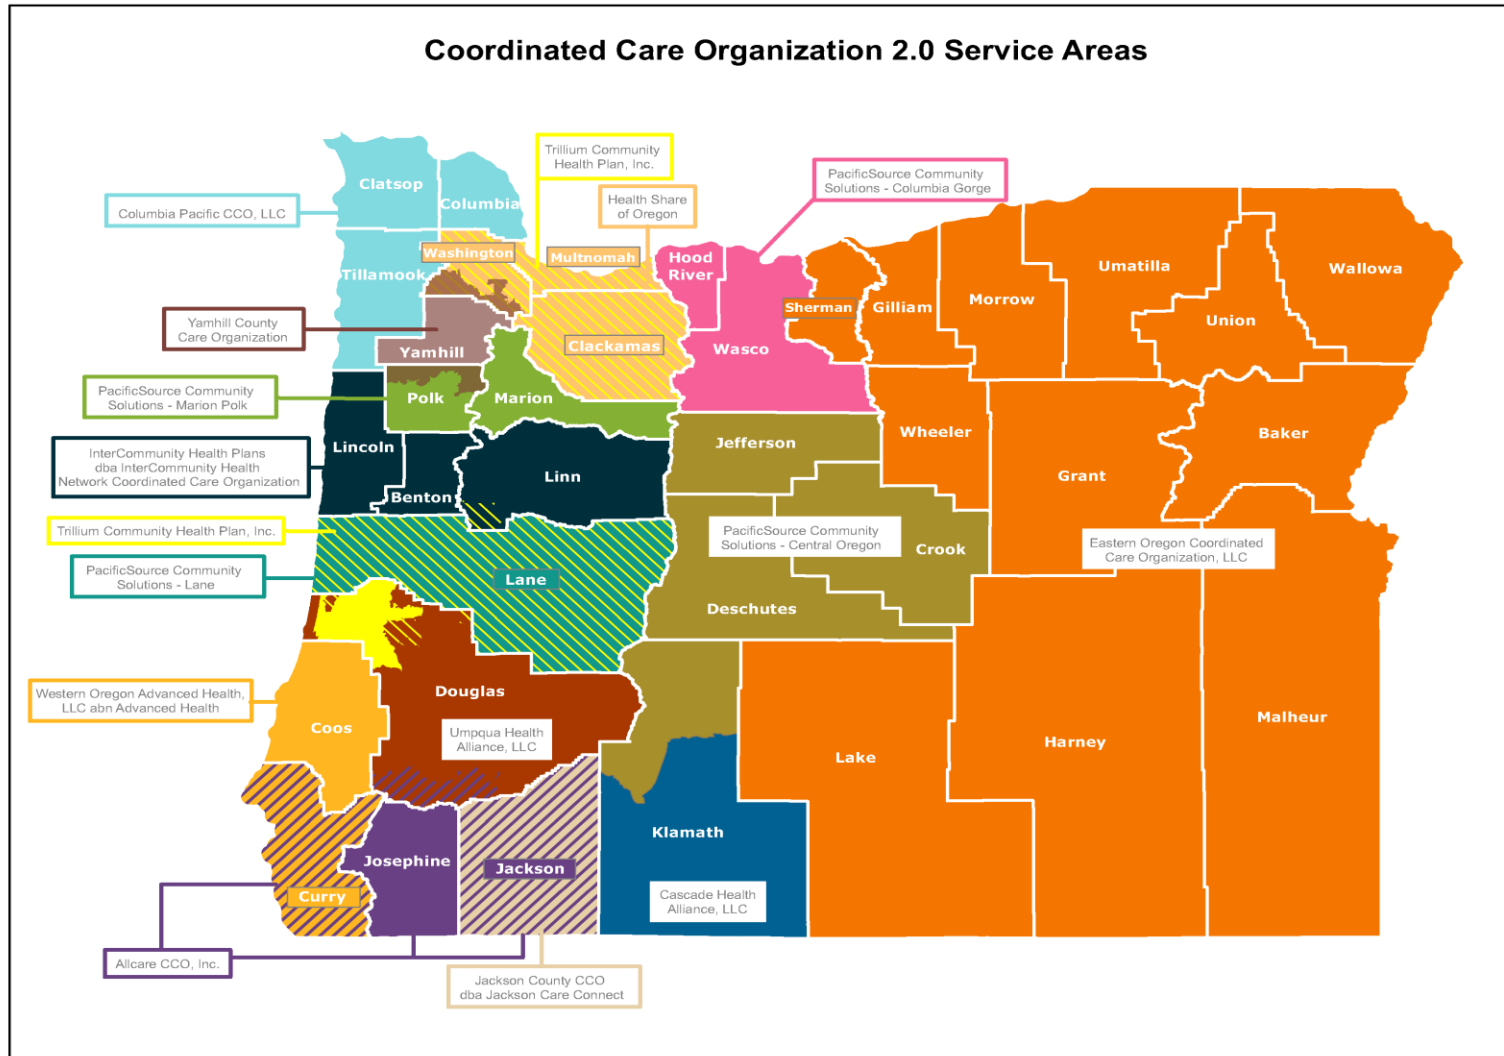 Coordinated Care Organization 2.0 Service Areas
Trillium Community
Health Plan, Inc.
PacificSource Community
Solutions - Columbia Gorge
Health Share
of Oregon
Columbia Pacific CCO, LLC
Clatsop
Columbia
Washington
Multnomah
Hood
River
Tillamook
Umatilla
Wallowa
Sherman
Gilliam
Morrow
Union
Yamhill County
Care Organization
Yamhill
Clackamas
Wasco
PacificSource Community
Solutions - Marion Polk
Polk
Marion
Wheeler
Baker
Lincoln
Jefferson
InterCommunity Health Plans
dba InterCommunity Health
Network Coordinated Care Organization
Benton
Linn
Grant
Trillium Community Health Plan, Inc.
PacificSource Community
Solutions - Central Oregon
Crook
Eastern Oregon Coordinated
Care Organization, LLC
PacificSource Community
Solutions - Lane
Lane
Deschutes
Western Oregon Advanced Health,
LLC abn Advanced Health
Douglas
Coos
Umpqua Health
Alliance, LLC
Malheur
Harney
Lake
Klamath
Josephine
Jackson
Curry
Cascade Health
Alliance, LLC
Allcare CCO, Inc.
Jackson County CCO
dba Jackson Care Connect